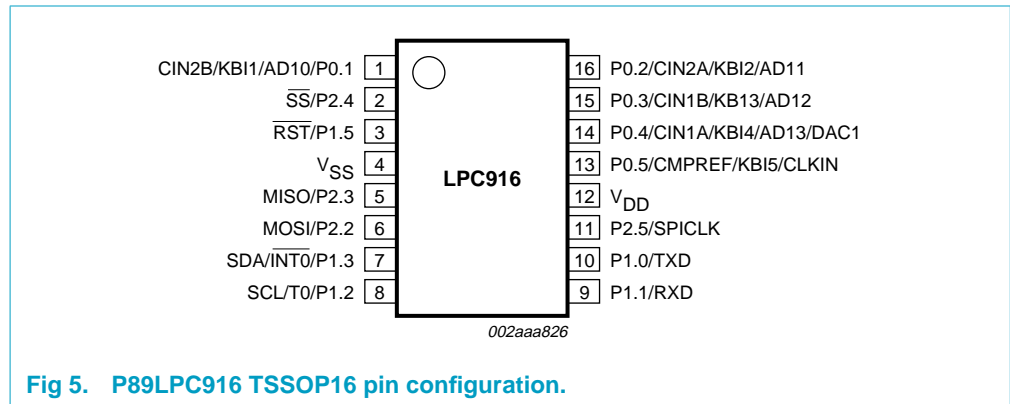 CIN2B/KBI1/AD10/P0.1 1
S̅S̅/P2.4 2
R̅S̅T̅/P1.5 3
VSS 4
MISO/P2.3 5
MOSI/P2.2 6
SDA/I̅N̅T̅0̅/P1.3 7
SCL/T0/P1.2 8
LPC916
16 P0.2/CIN2A/KBI2/AD11
15 P0.3/CIN1B/KB13/AD12
14 P0.4/CIN1A/KBI4/AD13/DAC1
13 P0.5/CMPREF/KBI5/CLKIN
12 VDD
11 P2.5/SPICLK
10 P1.0/TXD
9 P1.1/RXD
002aaa826
Fig 5. P89LPC916 TSSOP16 pin configuration.